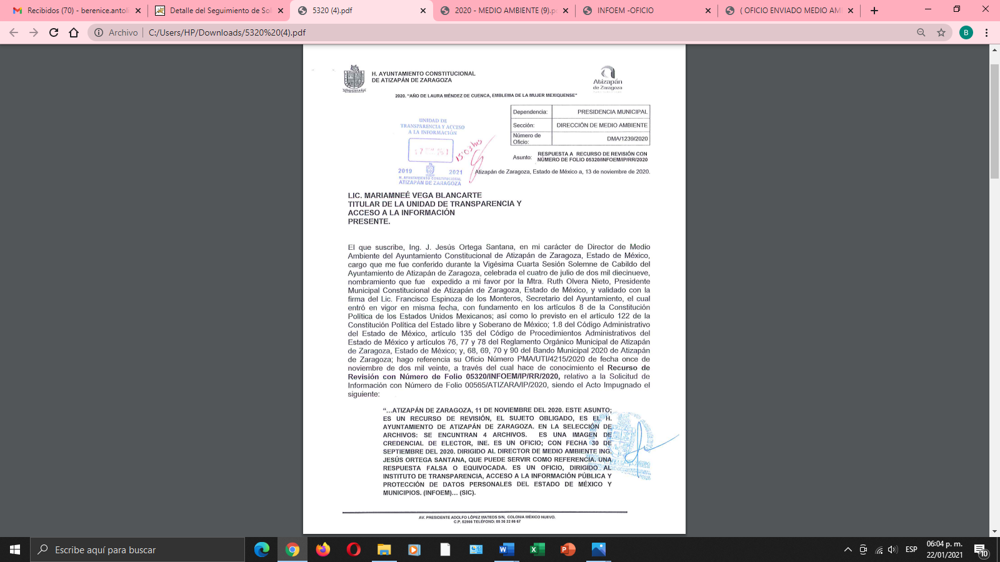 Recibidos (70) - berenice.antoli
Detalle del Seguimiento de Sol
5320 (4).pdf
2020 - MEDIO AMBIENTE (9).p
INFOEM -OFICIO
( OFICIO ENVIADO MEDIO AM
Archivo
C:/Users/HP/Downloads/5320%20(4).pdf
B
H. AYUNTAMIENTO CONSTITUCIONAL
DE ATIZAPÁN DE ZARAGOZA
Atizapán
de Zaragoza
2020. “AÑO DE LAURA MÉNDEZ DE CUENCA, EMBLEMA DE LA MUJER MEXIQUENSE”
Dependencia: PRESIDENCIA MUNICIPAL
Sección: DIRECCIÓN DE MEDIO AMBIENTE
Número de Oficio: DMA/1239/2020
UNIDAD DE
TRANSPARENCIA Y ACCESO
A LA INFORMACIÓN
15:03 hrs
2019 2021
H. AYUNTAMIENTO CONSTITUCIONAL
ATIZAPÁN DE ZARAGOZA
Asunto: RESPUESTA A RECURSO DE REVISIÓN CON
NÚMERO DE FOLIO 05320/INFOEM/IP/RR/2020
Atizapán de Zaragoza, Estado de México a, 13 de noviembre de 2020.
LIC. MARIAMNEÉ VEGA BLANCARTE
TITULAR DE LA UNIDAD DE TRANSPARENCIA Y
ACCESO A LA INFORMACIÓN
PRESENTE.
El que suscribe, Ing. J. Jesús Ortega Santana, en mi carácter de Director de Medio
Ambiente del Ayuntamiento Constitucional de Atizapán de Zaragoza, Estado de México,
cargo que me fue conferido durante la Vigésima Cuarta Sesión Solemne de Cabildo del
Ayuntamiento de Atizapán de Zaragoza, celebrada el cuatro de julio de dos mil diecinueve,
nombramiento que fue expedido a mi favor por la Mtra. Ruth Olvera Nieto, Presidente
Municipal Constitucional de Atizapán de Zaragoza, Estado de México, y validado con la
firma del Lic. Francisco Espinoza de los Monteros, Secretario del Ayuntamiento, el cual
entró en vigor en misma fecha, con fundamento en los artículos 8 de la Constitución
Política de los Estados Unidos Mexicanos; así como lo previsto en el artículo 122 de la
Constitución Política del Estado libre y Soberano de México; 1.8 del Código Administrativo
del Estado de México, artículo 135 del Código de Procedimientos Administrativos del
Estado de México y artículos 76, 77 y 78 del Reglamento Orgánico Municipal de Atizapán
de Zaragoza, Estado de México; y, 68, 69, 70 y 90 del Bando Municipal 2020 de Atizapán
de Zaragoza; hago referencia su Oficio Número PMA/UTI/4215/2020 de fecha once de
noviembre de dos mil veinte, a través del cual hace de conocimiento el Recurso de
Revisión con Número de Folio 05320/INFOEM/IP/RR/2020, relativo a la Solicitud de
Información con Número de Folio 00565/ATIZARA/IP/2020, siendo el Acto Impugnado el
siguiente:
“…ATIZAPÁN DE ZARAGOZA, 11 DE NOVIEMBRE DEL 2020. ESTE ASUNTO;
ES UN RECURSO DE REVISIÓN, EL SUJETO OBLIGADO, ES EL H.
AYUNTAMIENTO DE ATIZAPÁN DE ZARAGOZA. EN LA SELECCIÓN DE
ARCHIVOS: SE ENCUNTRAN 4 ARCHIVOS. ES UNA IMAGEN DE
CREDENCIAL DE ELECTOR, INE. ES UN OFICIO; CON FECHA 30 DE
SEPTIEMBRE DEL 2020. DIRIGIDO AL DIRECTOR DE MEDIO AMBIENTE ING.
JESÚS ORTEGA SANTANA, QUE PUEDE SERVIR COMO REFERENCIA. UNA
RESPUESTA FALSA O EQUIVOCADA. ES UN OFICIO, DIRIGIDO AL
INSTITUTO DE TRANSPARENCIA, ACCESO A LA INFORMACIÓN PÚBLICA Y
PROTECCIÓN DE DATOS PERSONALES DEL ESTADO DE MÉXICO Y
MUNICIPIOS. (INFOEM)… (SIC).
AV. PRESIDENTE ADOLFO LÓPEZ MATEOS S/N, COLONIA MÉXICO NUEVO.
C.P. 52966 TELÉFONO: 55 36 22 86 67
Escribe aquí para buscar
ESP
06:04 p. m.
22/01/2021
10